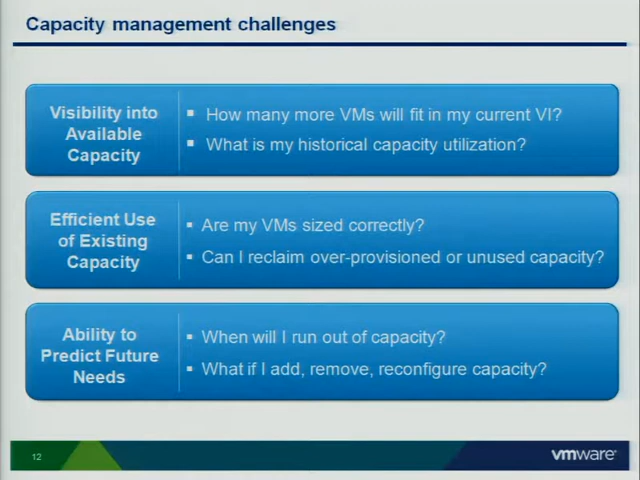 Capacity management challenges
Visibility into
Available
Capacity
▪ How many more VMs will fit in my current VI?
▪ What is my historical capacity utilization?
Efficient Use
of Existing
Capacity
▪ Are my VMs sized correctly?
▪ Can I reclaim over-provisioned or unused capacity?
Ability to
Predict Future
Needs
▪ When will I run out of capacity?
▪ What if I add, remove, reconfigure capacity?
12
vmware